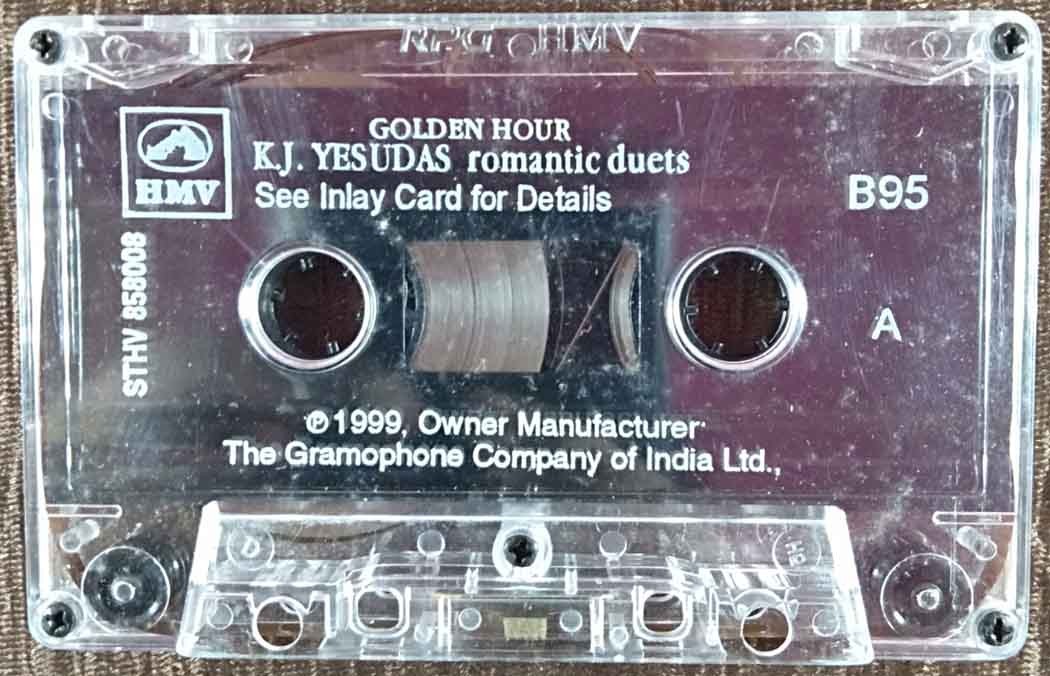 RPG HMV
GOLDEN HOUR
K.J. YESUDAS romantic duets
See Inlay Card for Details
HMV
B95
STHV 858008
A
℗ 1999, Owner Manufacturer
The Gramophone Company of India Ltd.,
D